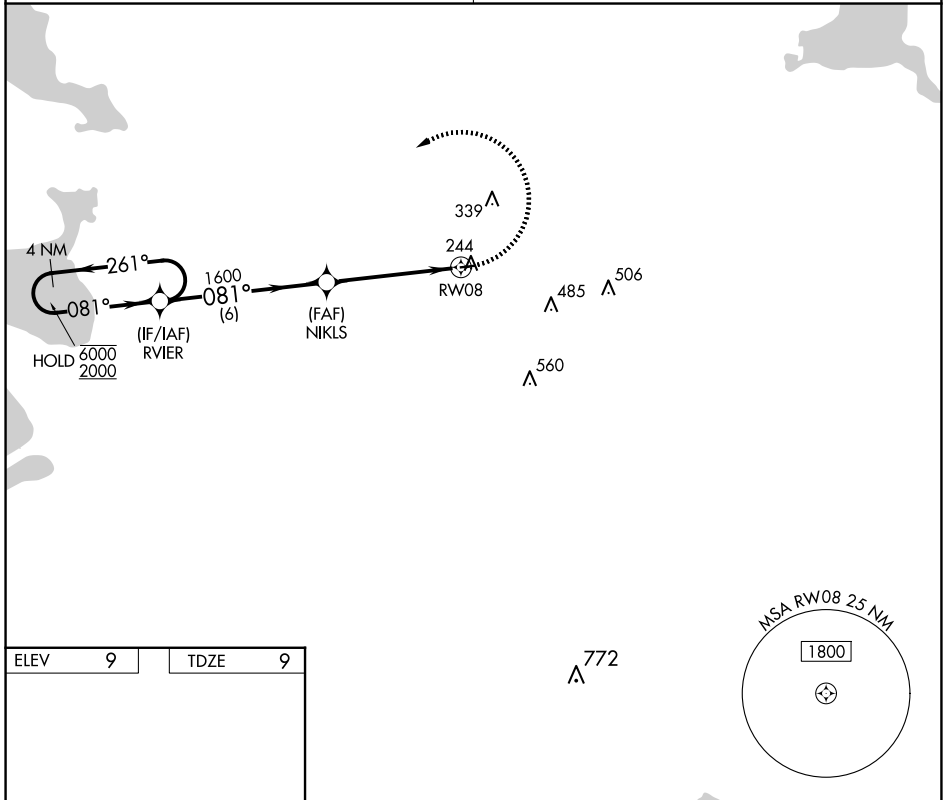 339
244
RW08
4 NM
261°
081°
1600
081°
(6)
(IF/IAF)
RVIER
(FAF)
NIKLS
HOLD 6000
2000
485
506
560
772
MSA RW08 25 NM
1800
ELEV 9
TDZE 9